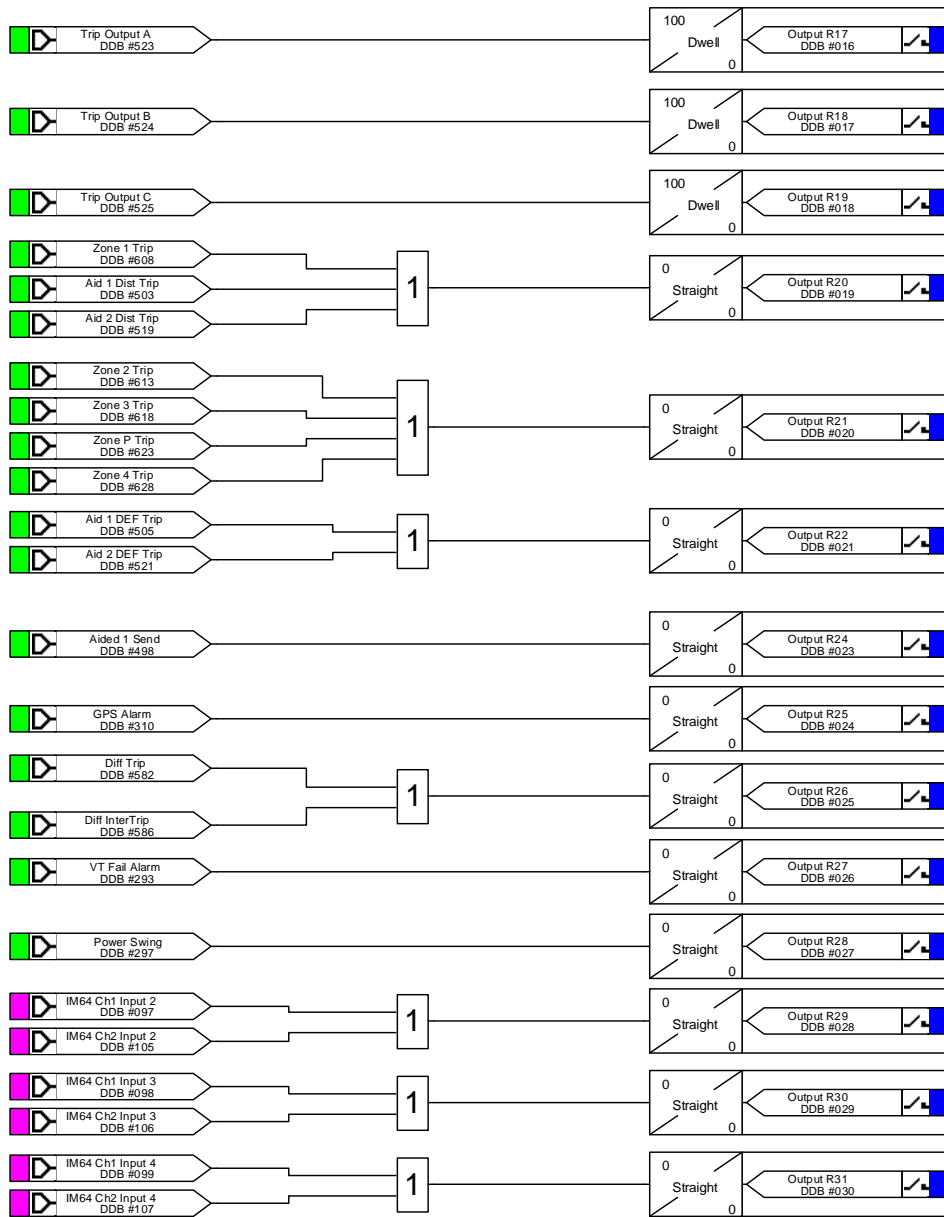 Trip Output A
DDB #523
100
Dwell
0
Output R17
DDB #016
Trip Output B
DDB #524
100
Dwell
0
Output R18
DDB #017
Trip Output C
DDB #525
100
Dwell
0
Output R19
DDB #018
Zone 1 Trip
DDB #608
Aid 1 Dist Trip
DDB #503
Aid 2 Dist Trip
DDB #519
1
0
Straight
0
Output R20
DDB #019
Zone 2 Trip
DDB #613
Zone 3 Trip
DDB #618
Zone P Trip
DDB #623
Zone 4 Trip
DDB #628
1
0
Straight
0
Output R21
DDB #020
Aid 1 DEF Trip
DDB #505
Aid 2 DEF Trip
DDB #521
1
0
Straight
0
Output R22
DDB #021
Aided 1 Send
DDB #498
0
Straight
0
Output R24
DDB #023
GPS Alarm
DDB #310
0
Straight
0
Output R25
DDB #024
Diff Trip
DDB #582
Diff InterTrip
DDB #586
1
0
Straight
0
Output R26
DDB #025
VT Fail Alarm
DDB #293
0
Straight
0
Output R27
DDB #026
Power Swing
DDB #297
0
Straight
0
Output R28
DDB #027
IM64 Ch1 Input 2
DDB #097
IM64 Ch2 Input 2
DDB #105
1
0
Straight
0
Output R29
DDB #028
IM64 Ch1 Input 3
DDB #098
IM64 Ch2 Input 3
DDB #106
1
0
Straight
0
Output R30
DDB #029
IM64 Ch1 Input 4
DDB #099
IM64 Ch2 Input 4
DDB #107
1
0
Straight
0
Output R31
DDB #030